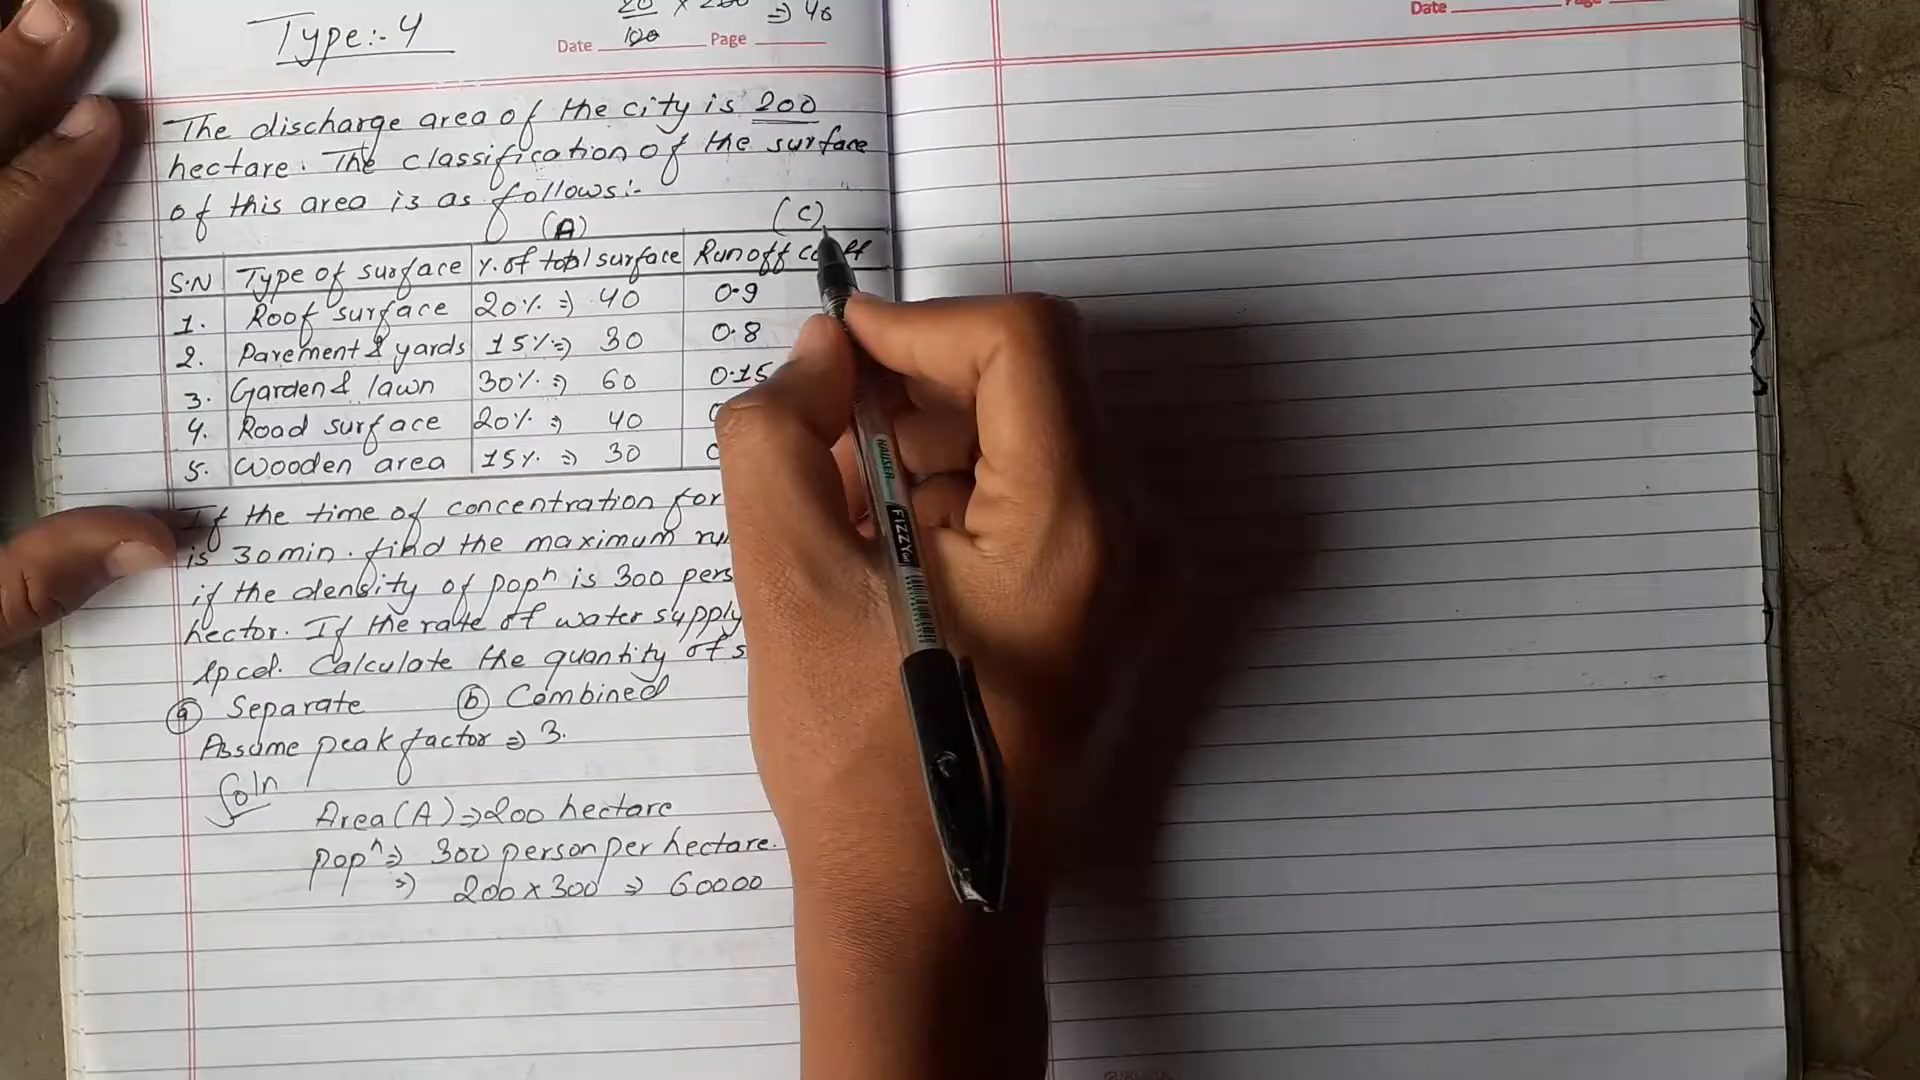 Type:- 4
20/100 × 200 => 40
Date Page
Date
The discharge area of the city is 200
hectare. The classification of the surface
of this area is as follows:-
(A) (C)
S.N Type of surface %. of total surface Runoff
1. Roof surface 20% => 40 0.9
2. Pavement & yards 15% => 30 0.8
3. Garden & lawn 30%. => 60 0.15
4. Road surface 20% => 40
5. Wooden area 15%. => 30
If the time of concentration for
is 30 min. find the maximum
if the density of popⁿ is 300
hector. If the rate of water supply
lpcd. Calculate the quantity of
(a) Separate (b) Combined
Assume peak factor => 3.
Soln
Area (A) => 200 hectare
popⁿ => 300 person per hectare.
=> 200 × 300 => 60000
HAUSER
FIZZY